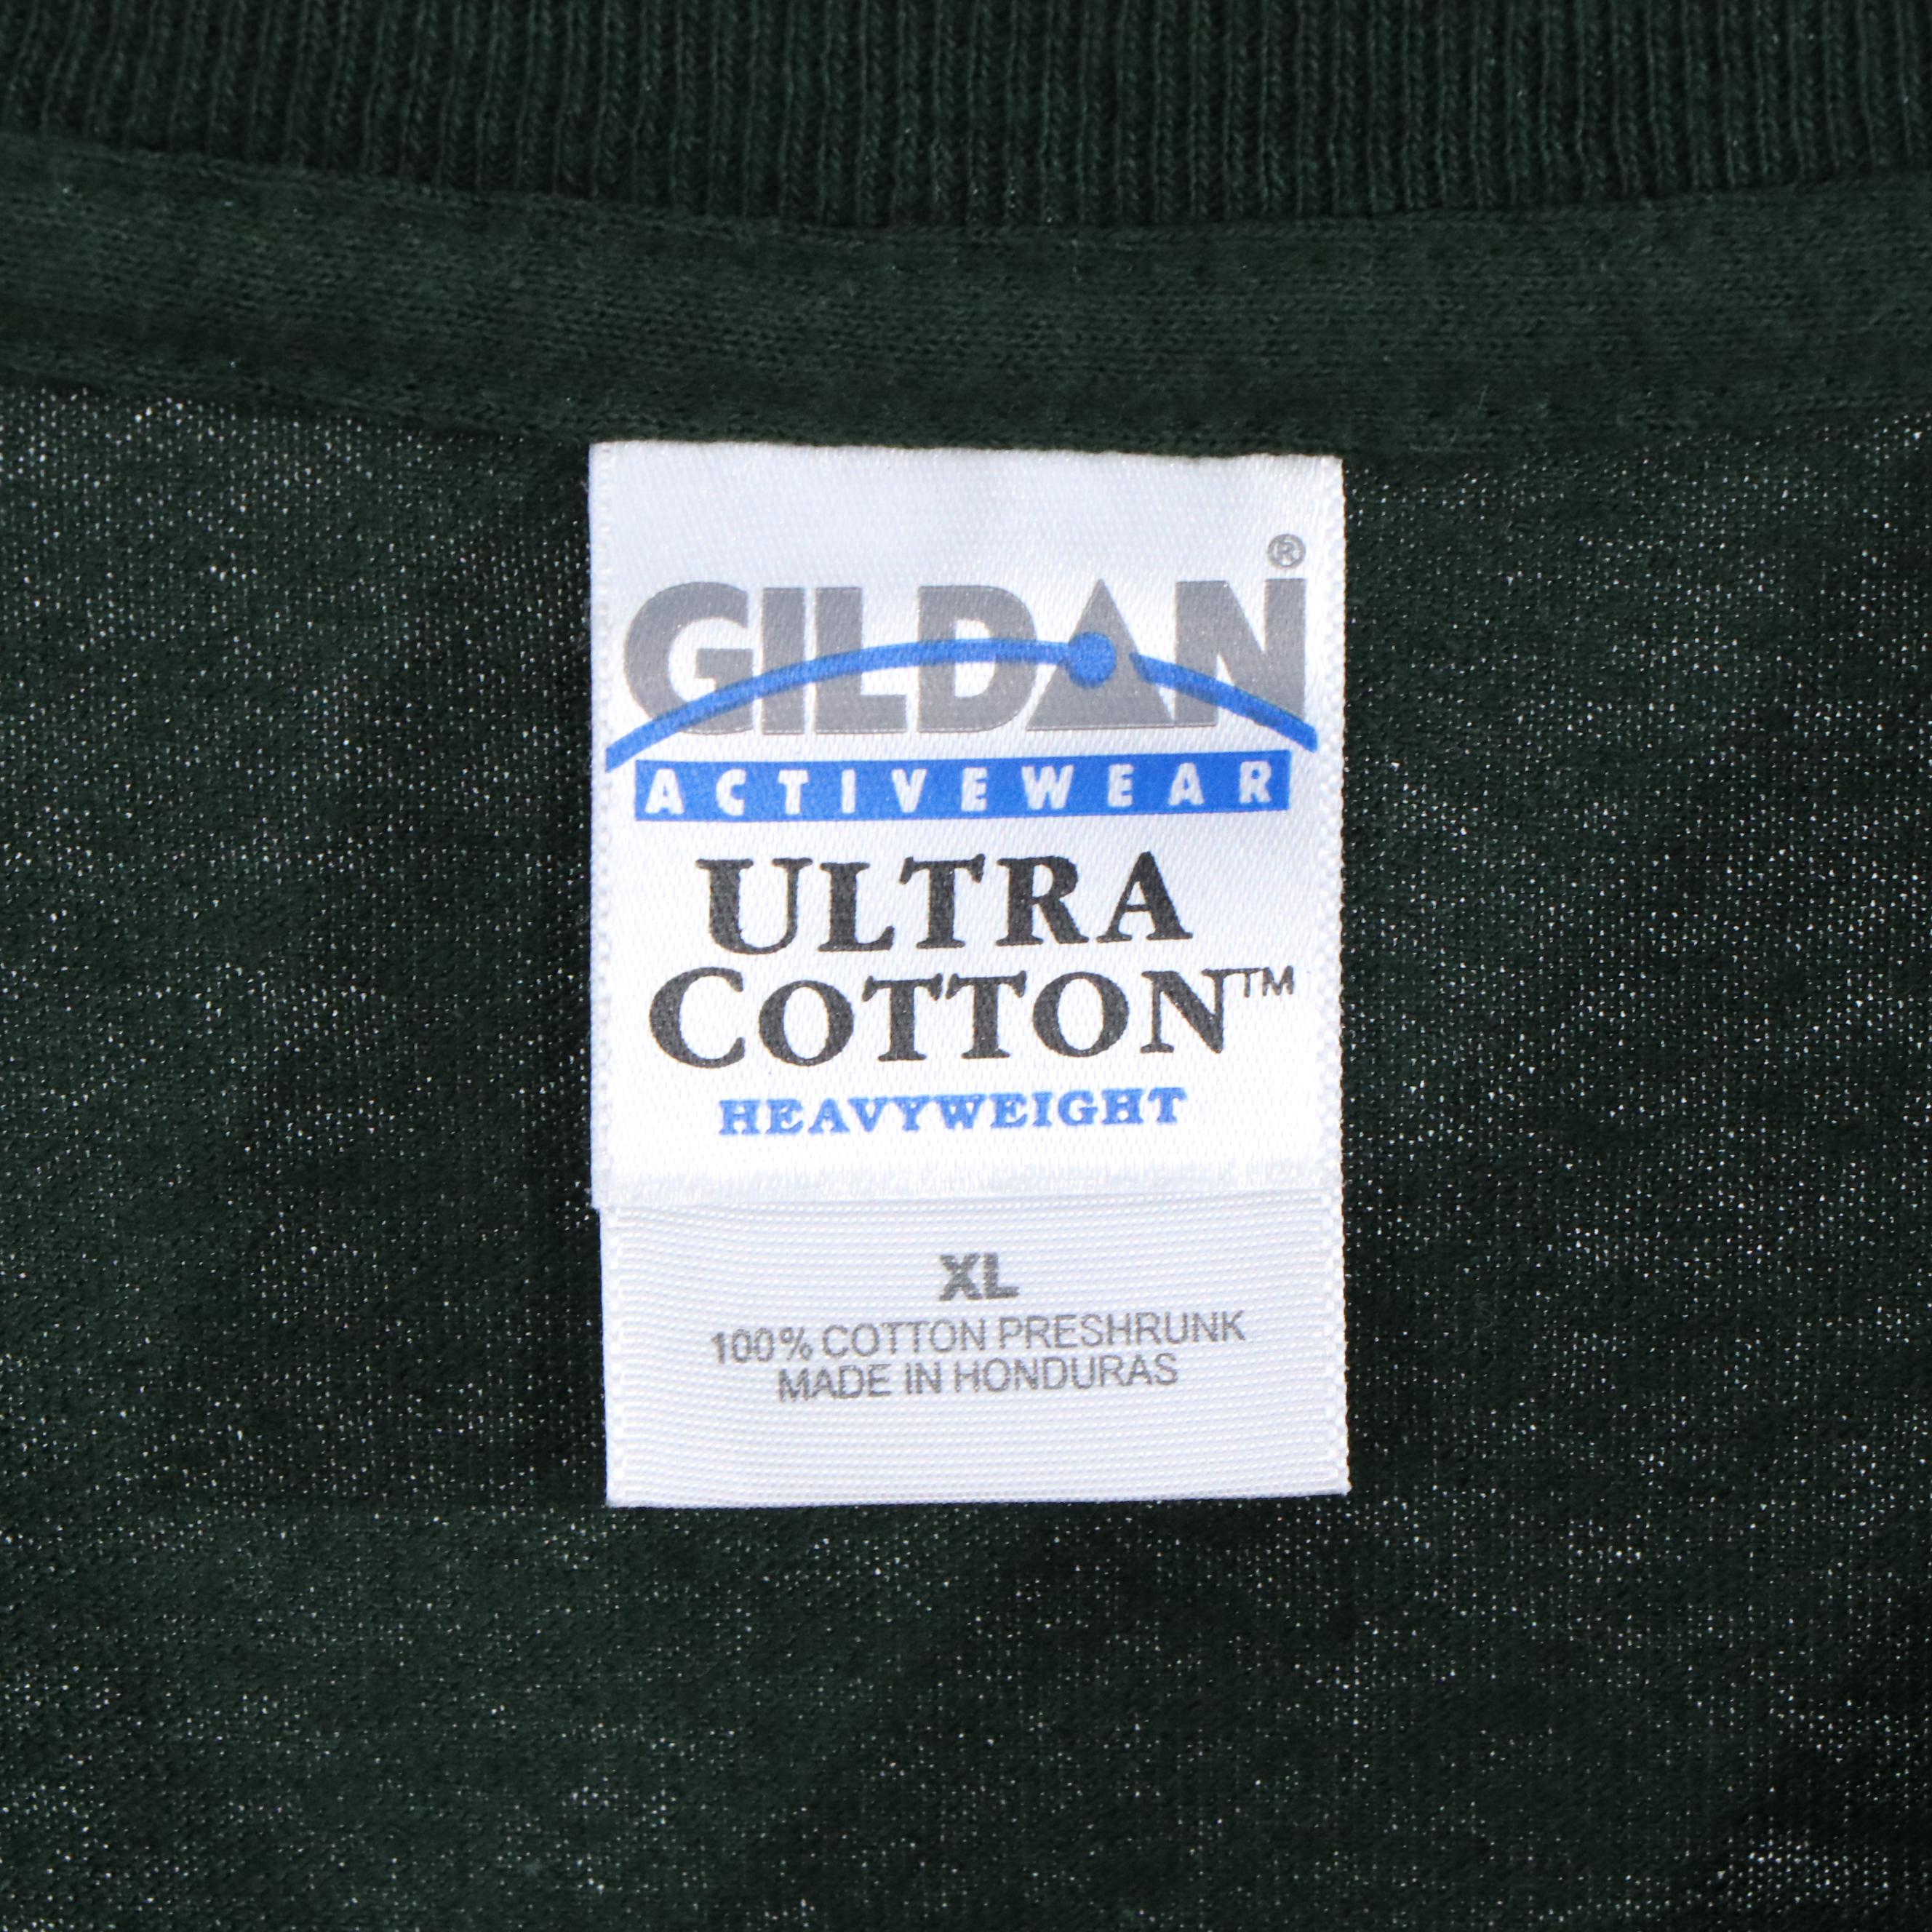 GILDAN®
ACTIVEWEAR
ULTRA
COTTON™
HEAVYWEIGHT
XL
100% COTTON PRESHRUNK
MADE IN HONDURAS